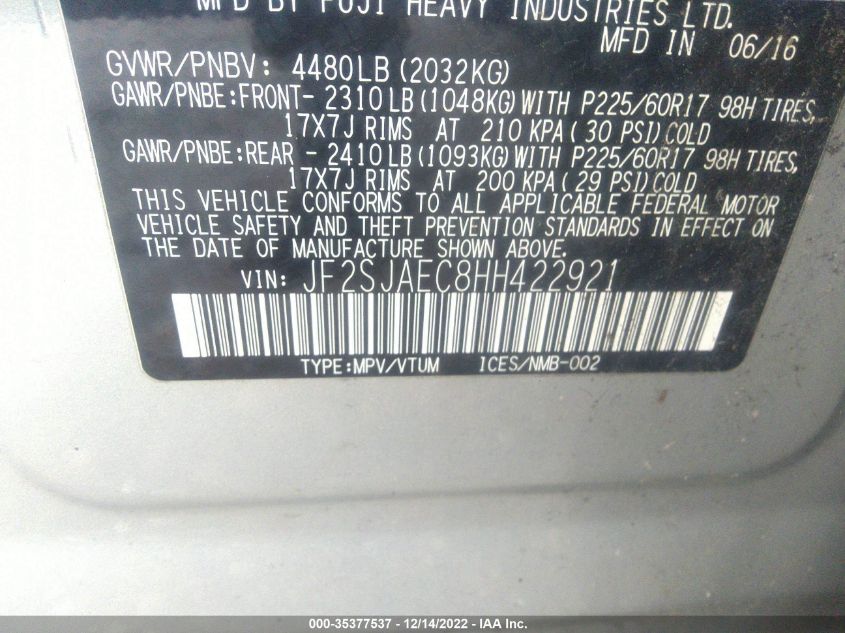 MFD BY FUJI HEAVY INDUSTRIES LTD.
MFD IN 06/16
GVWR/PNBV: 4480LB(2032KG)
GAWR/PNBE:FRONT- 2310LB(1048KG)WITH P225/60R17 98H TIRES,
17X7J RIMS AT 210 KPA(30 PSI)COLD
GAWR/PNBE:REAR - 2410LB(1093KG)WITH P225/60R17 98H TIRES,
17X7J RIMS AT 200 KPA(29 PSI)COLD
THIS VEHICLE CONFORMS TO ALL APPLICABLE FEDERAL MOTOR
VEHICLE SAFETY AND THEFT PREVENTION STANDARDS IN EFFECT ON
THE DATE OF MANUFACTURE SHOWN ABOVE.
VIN: JF2SJAEC8HH422921
TYPE:MPV/VTUM ICES/NMB-002
000-35377537 - 12/14/2022 - IAA Inc.